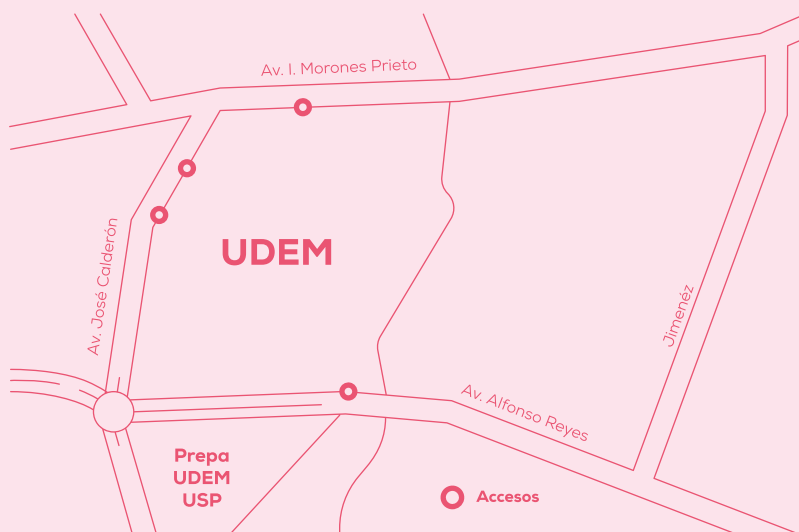 Av. I. Morones Prieto
Av. José Calderón
UDEM
Jimenéz
Av. Alfonso Reyes
Prepa
UDEM
USP
Accesos